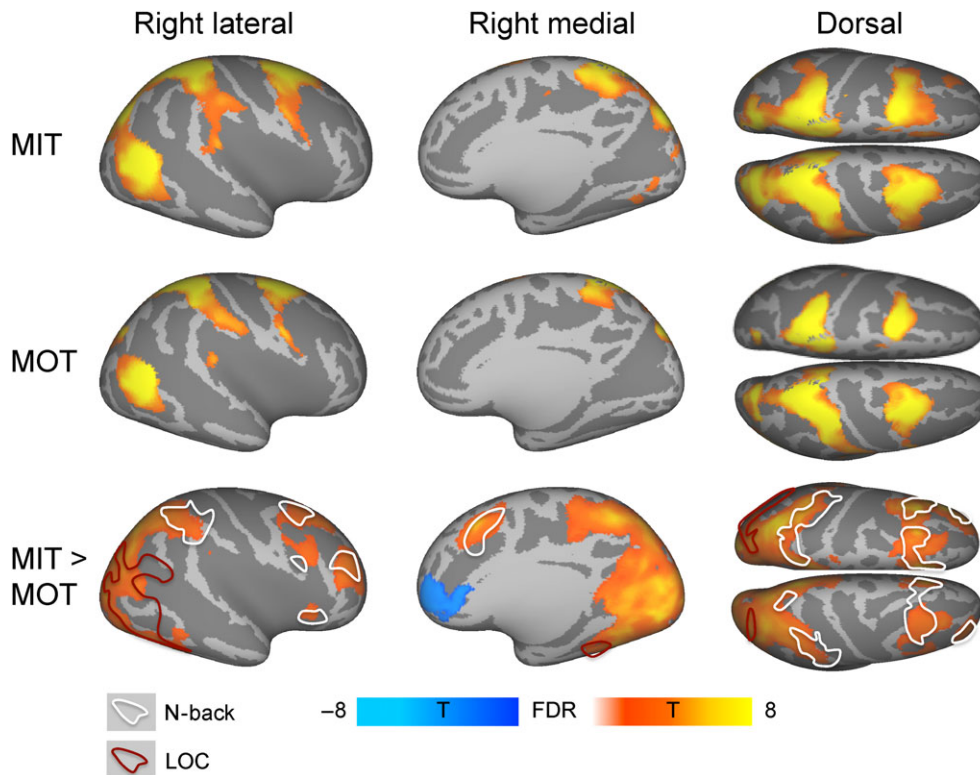 Right lateral Right medial Dorsal
MIT
MOT
MIT >
MOT
N-back –8 T FDR T 8
LOC